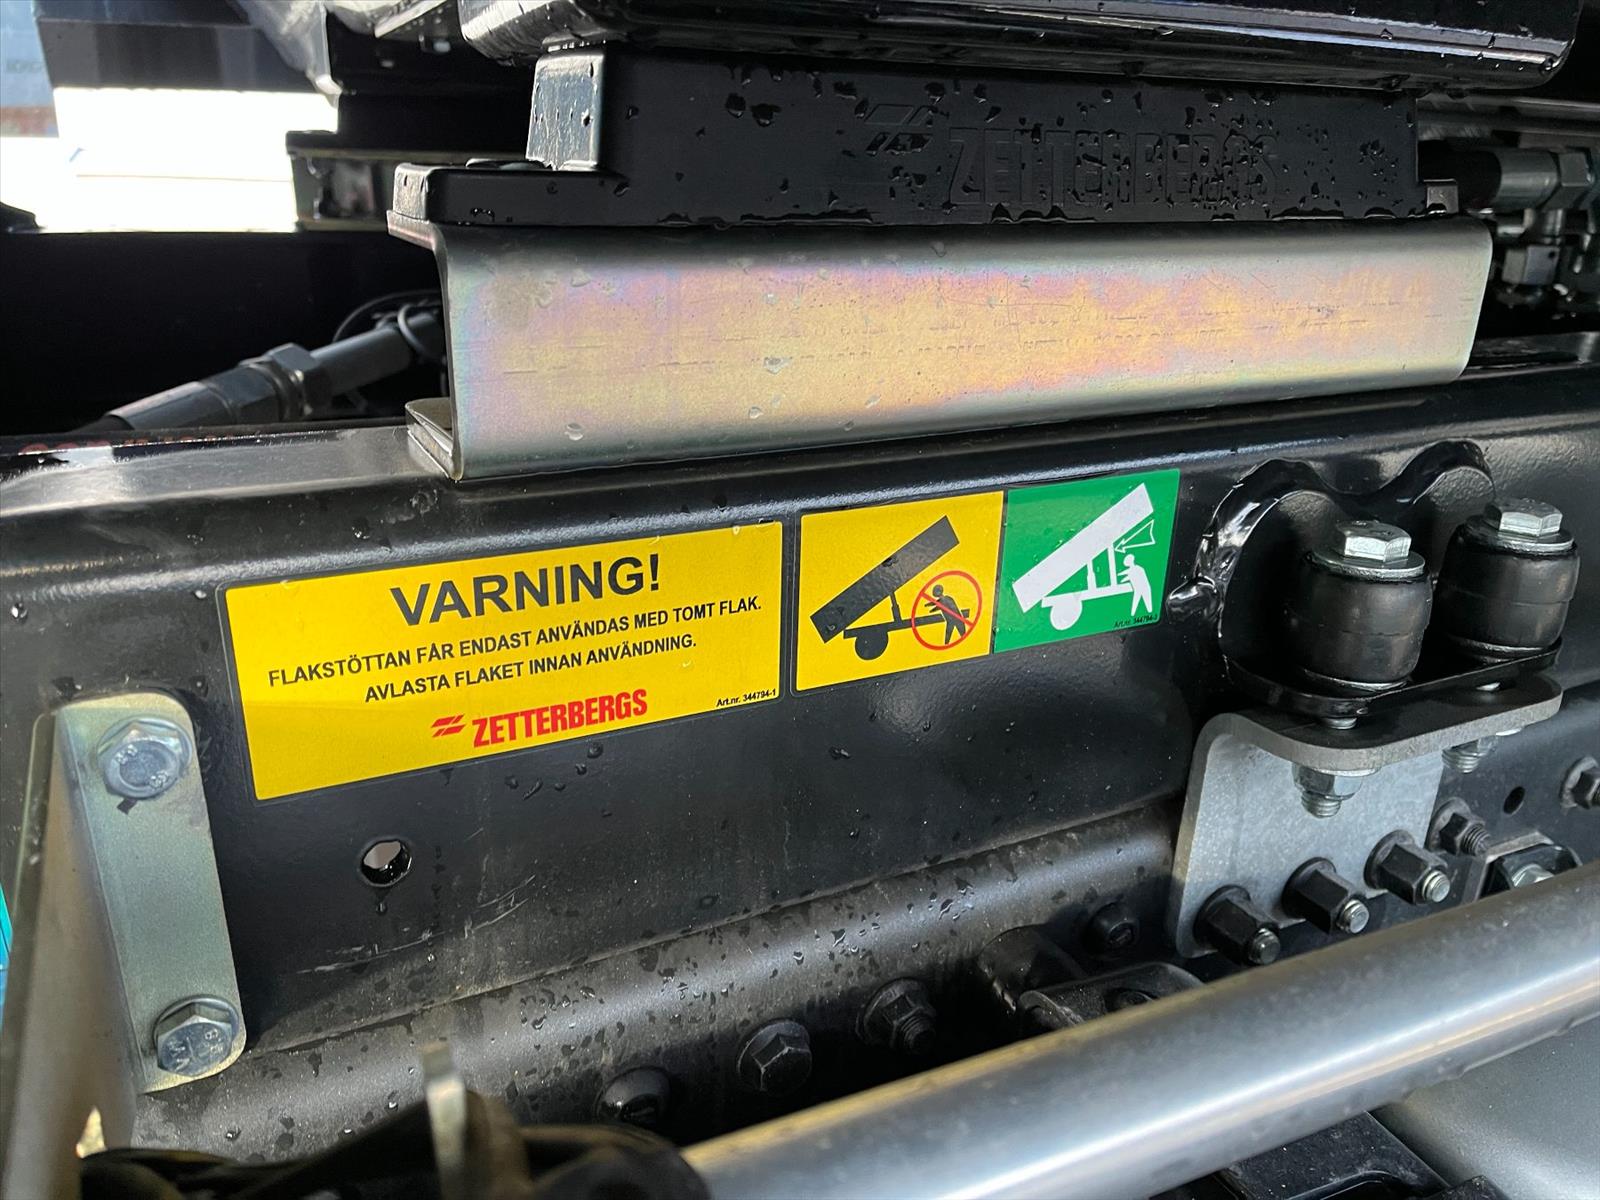 ZETTERBERGS
VARNING!
FLAKSTÖTTAN FÅR ENDAST ANVÄNDAS MED TOMT FLAK.
AVLASTA FLAKET INNAN ANVÄNDNING.
ZETTERBERGS
Art.nr. 344794-1